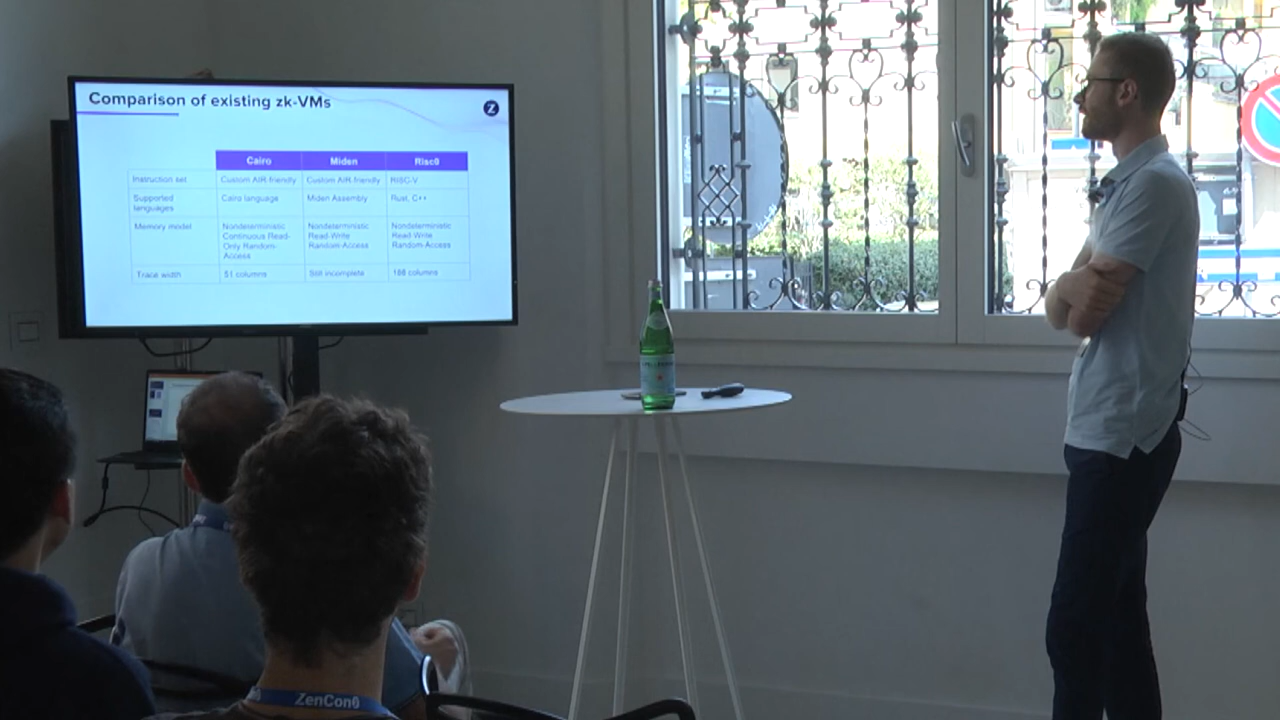 Comparison of existing zk-VMs
Z
Cairo Miden Risc0
Instruction set Custom AIR-friendly Custom AIR-friendly RISC-V
Supported languages Cairo language Miden Assembly Rust, C++
Memory model Nondeterministic Continuous Read-Only Random-Access Nondeterministic Read-Write Random-Access Nondeterministic Read-Write Random-Access
Trace width 51 columns Still incomplete 188 columns
ZenCon0